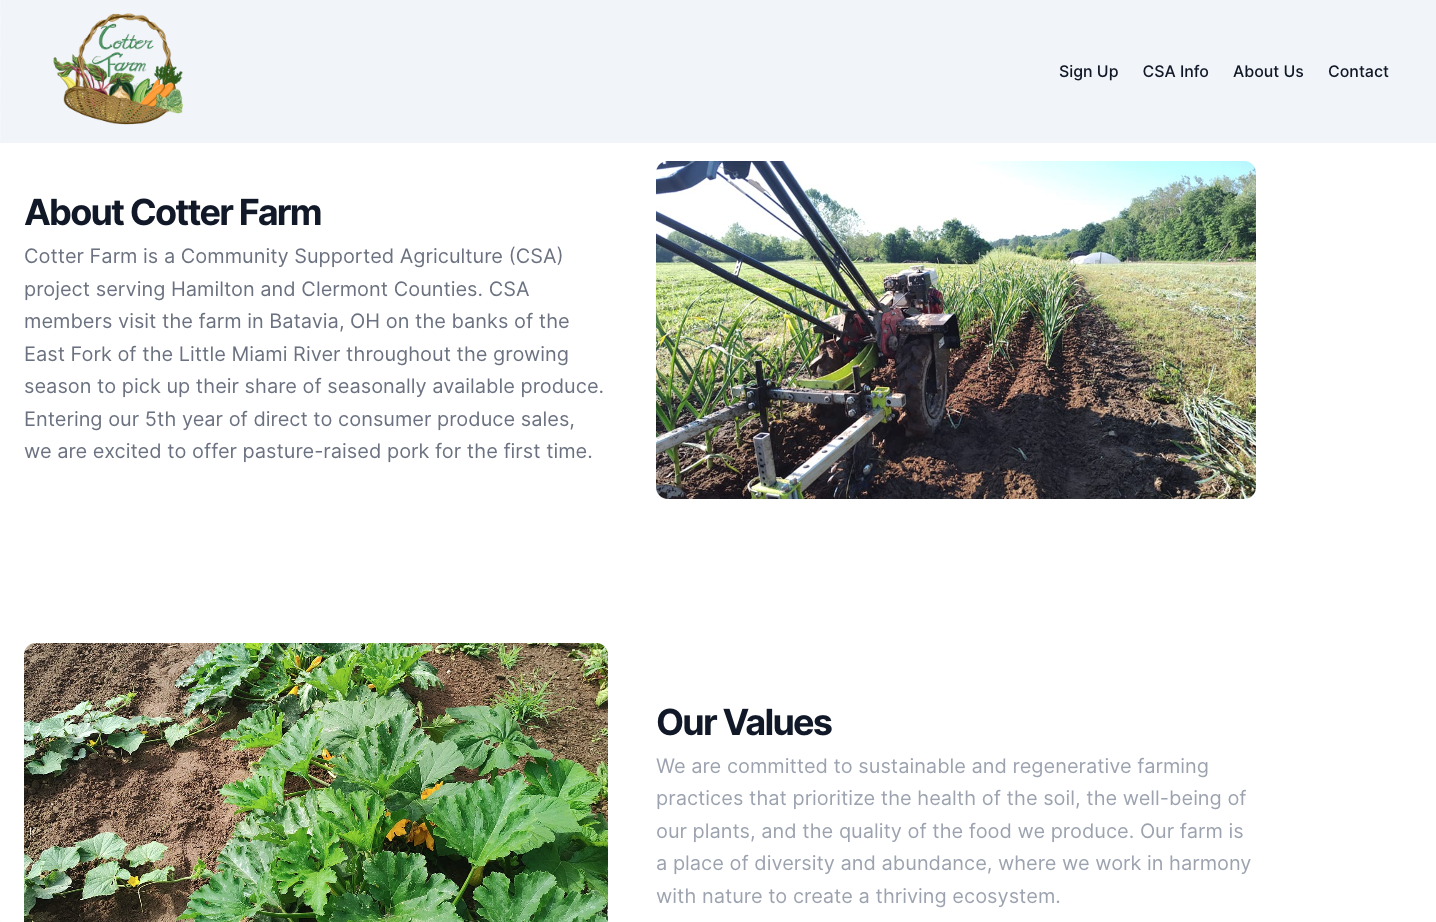 Cotter
Farm
Sign Up CSA Info About Us Contact
About Cotter Farm
Cotter Farm is a Community Supported Agriculture (CSA)
project serving Hamilton and Clermont Counties. CSA
members visit the farm in Batavia, OH on the banks of the
East Fork of the Little Miami River throughout the growing
season to pick up their share of seasonally available produce.
Entering our 5th year of direct to consumer produce sales,
we are excited to offer pasture-raised pork for the first time.
Our Values
We are committed to sustainable and regenerative farming
practices that prioritize the health of the soil, the well-being of
our plants, and the quality of the food we produce. Our farm is
a place of diversity and abundance, where we work in harmony
with nature to create a thriving ecosystem.